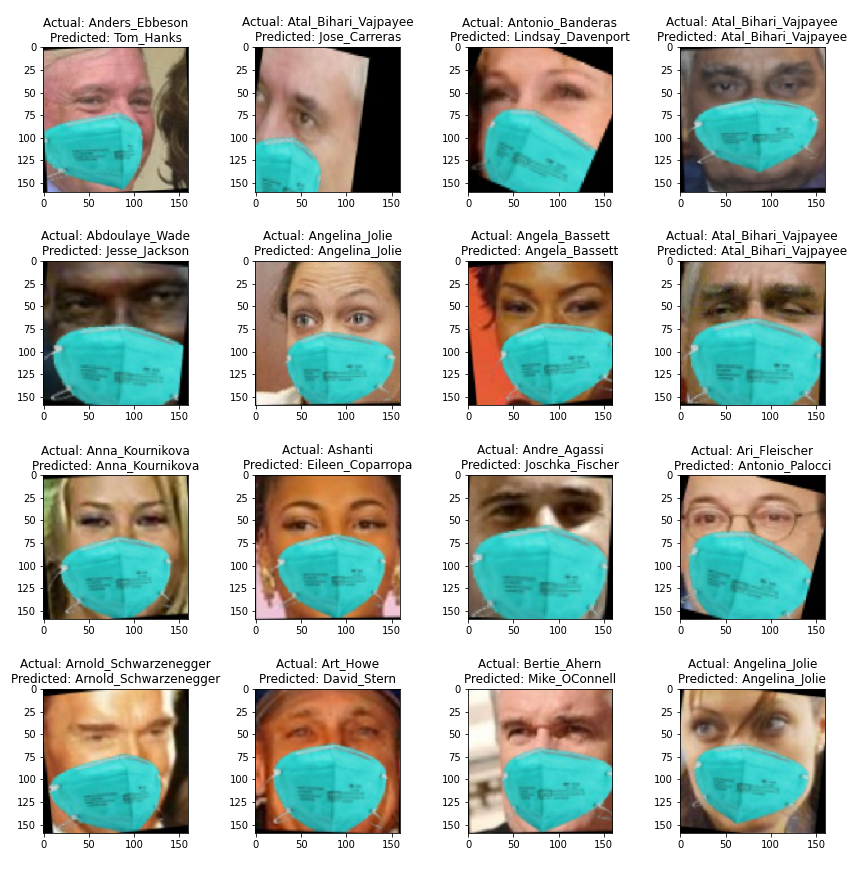 Actual: Anders_Ebbeson
Predicted: Tom_Hanks
Actual: Atal_Bihari_Vajpayee
Predicted: Jose_Carreras
Actual: Antonio_Banderas
Predicted: Lindsay_Davenport
Actual: Atal_Bihari_Vajpayee
Predicted: Atal_Bihari_Vajpayee
0
25
50
75
100
125
150
0 50 100 150
0
25
50
75
100
125
150
0 50 100 150
0
25
50
75
100
125
150
0 50 100 150
0
25
50
75
100
125
150
0 50 100 150
Actual: Abdoulaye_Wade
Predicted: Jesse_Jackson
Actual: Angelina_Jolie
Predicted: Angelina_Jolie
Actual: Angela_Bassett
Predicted: Angela_Bassett
Actual: Atal_Bihari_Vajpayee
Predicted: Atal_Bihari_Vajpayee
0
25
50
75
100
125
150
0 50 100 150
0
25
50
75
100
125
150
0 50 100 150
0
25
50
75
100
125
150
0 50 100 150
0
25
50
75
100
125
150
0 50 100 150
Actual: Anna_Kournikova
Predicted: Anna_Kournikova
Actual: Ashanti
Predicted: Eileen_Coparropa
Actual: Andre_Agassi
Predicted: Joschka_Fischer
Actual: Ari_Fleischer
Predicted: Antonio_Palocci
0
25
50
75
100
125
150
0 50 100 150
0
25
50
75
100
125
150
0 50 100 150
0
25
50
75
100
125
150
0 50 100 150
0
25
50
75
100
125
150
0 50 100 150
Actual: Arnold_Schwarzenegger
Predicted: Arnold_Schwarzenegger
Actual: Art_Howe
Predicted: David_Stern
Actual: Bertie_Ahern
Predicted: Mike_OConnell
Actual: Angelina_Jolie
Predicted: Angelina_Jolie
0
25
50
75
100
125
150
0 50 100 150
0
25
50
75
100
125
150
0 50 100 150
0
25
50
75
100
125
150
0 50 100 150
0
25
50
75
100
125
150
0 50 100 150